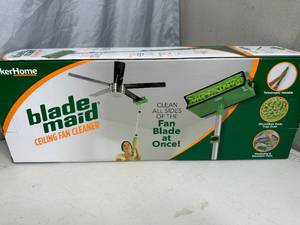 kerHome
blade
maid
CEILING FAN CLEANER
CLEAN
ALL SIDES
OF THE
Fan
Blade
at
Once!